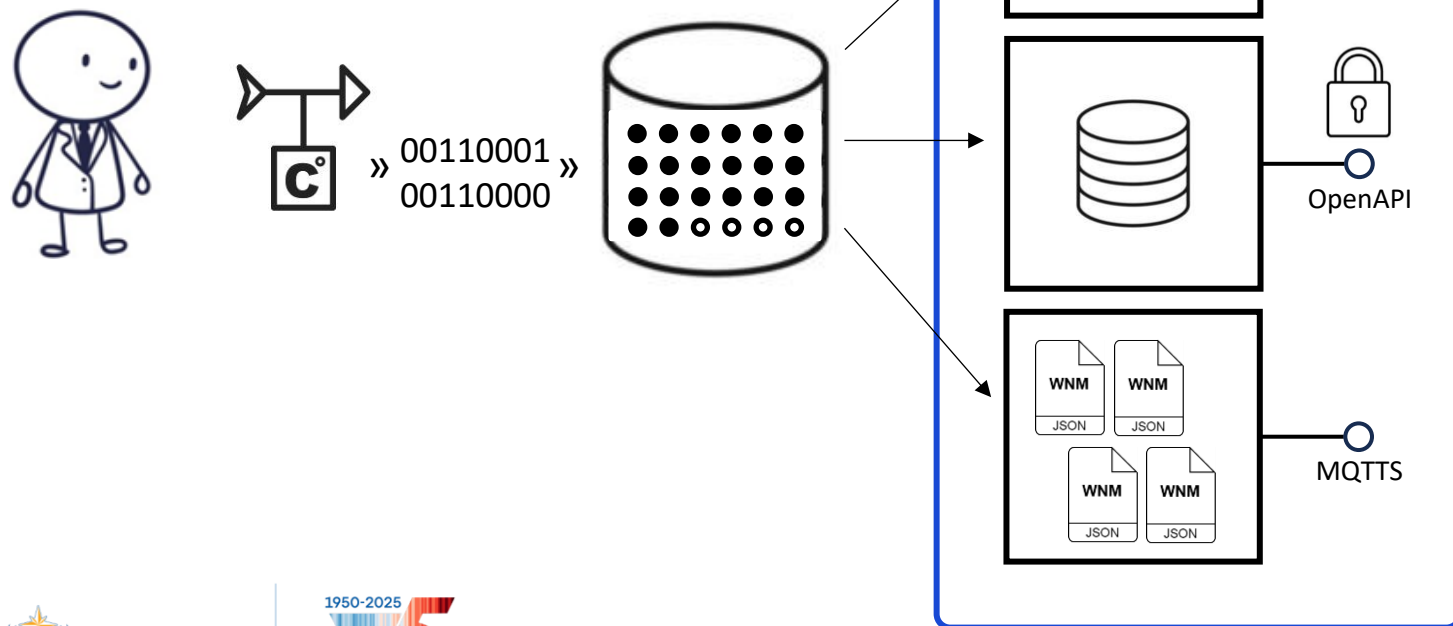 C°
» 00110001 »
00110000
OpenAPI
WNM WNM
JSON JSON
MQTTS
WNM WNM
JSON JSON
1950-2025